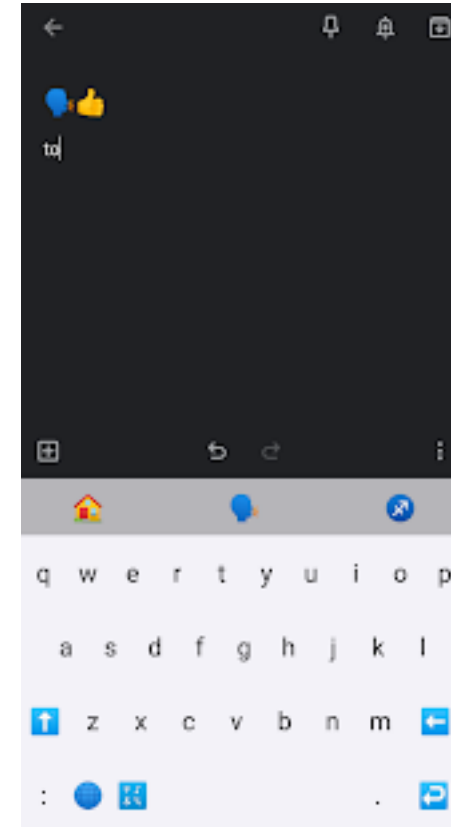 🗣️👍
to
q w e r t y u i o p
a s d f g h j k l
z x c v b n m
: .